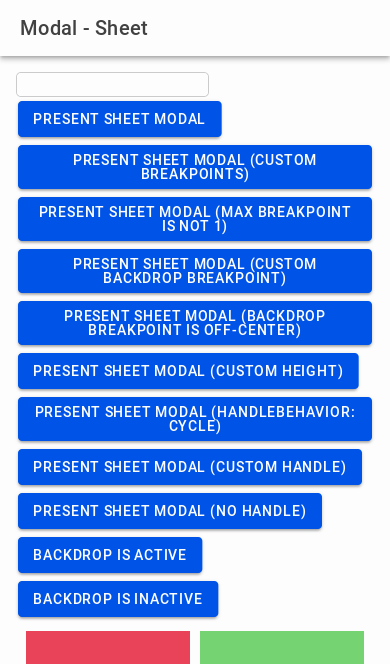 Modal - Sheet
PRESENT SHEET MODAL
PRESENT SHEET MODAL (CUSTOM
BREAKPOINTS)
PRESENT SHEET MODAL (MAX BREAKPOINT
IS NOT 1)
PRESENT SHEET MODAL (CUSTOM
BACKDROP BREAKPOINT)
PRESENT SHEET MODAL (BACKDROP
BREAKPOINT IS OFF-CENTER)
PRESENT SHEET MODAL (CUSTOM HEIGHT)
PRESENT SHEET MODAL (HANDLEBEHAVIOR:
CYCLE)
PRESENT SHEET MODAL (CUSTOM HANDLE)
PRESENT SHEET MODAL (NO HANDLE)
BACKDROP IS ACTIVE
BACKDROP IS INACTIVE